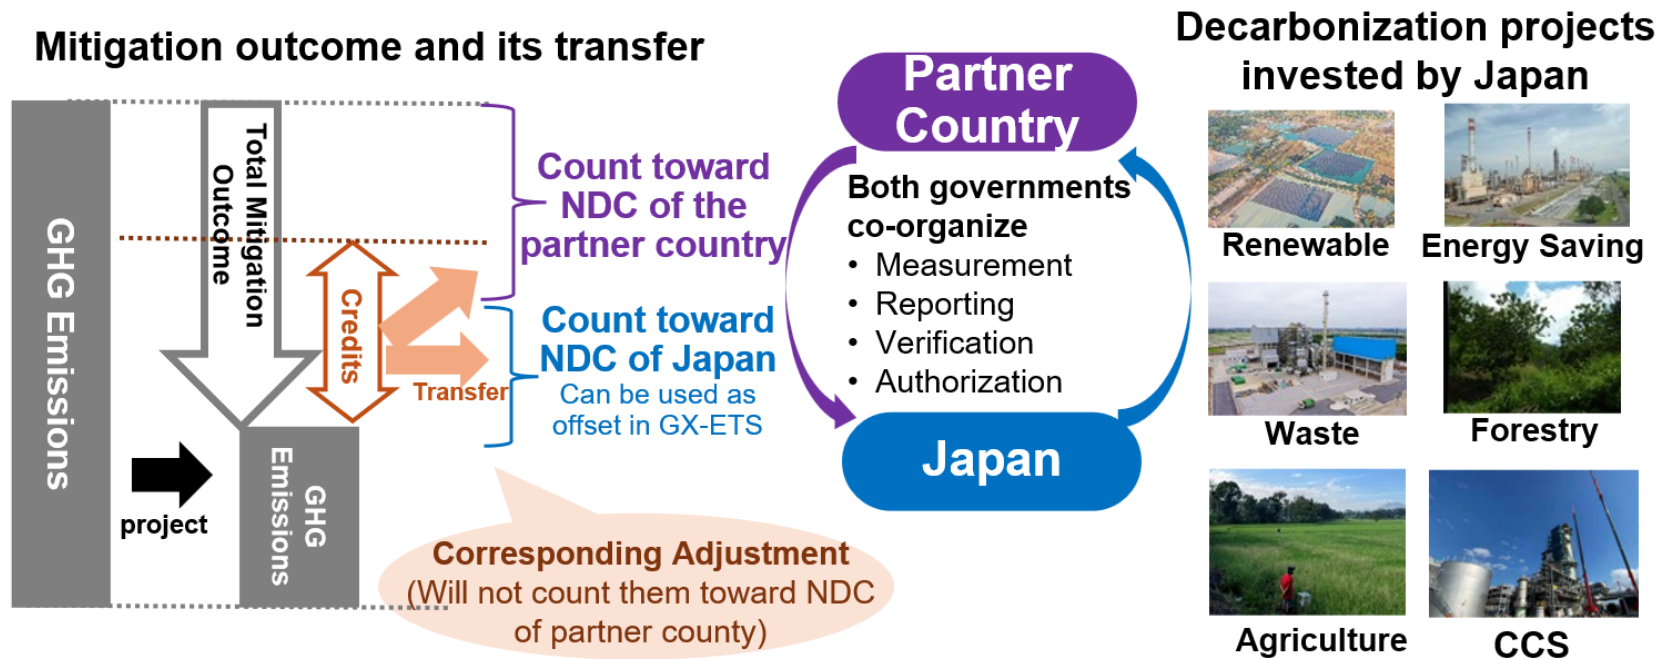 Mitigation outcome and its transfer
GHG Emissions
Total Mitigation
Outcome
Credits
Transfer
project
GHG
Emissions
Count toward
NDC of the
partner country
Count toward
NDC of Japan
Can be used as
offset in GX-ETS
Corresponding Adjustment
(Will not count them toward NDC
of partner county)
Partner
Country
Both governments
co-organize
• Measurement
• Reporting
• Verification
• Authorization
Japan
Decarbonization projects
invested by Japan
Renewable
Energy Saving
Waste
Forestry
Agriculture
CCS